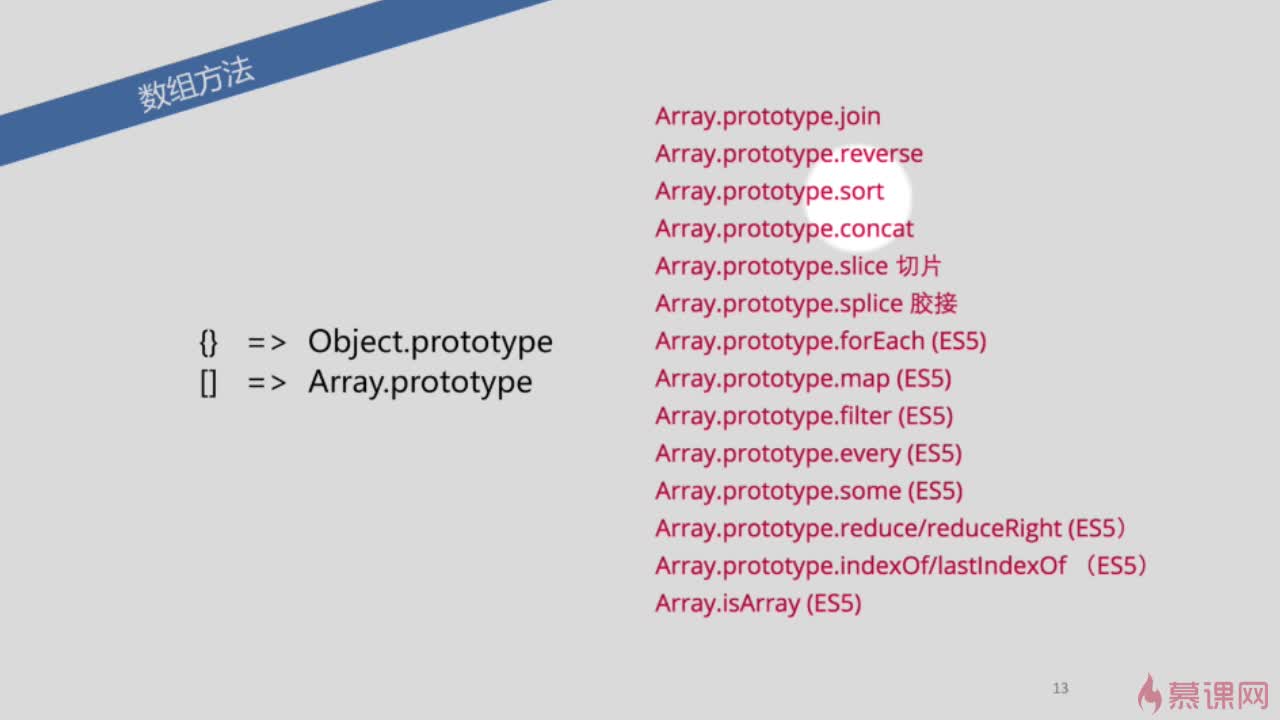 数组方法
{} => Object.prototype
[] => Array.prototype
Array.prototype.join
Array.prototype.reverse
Array.prototype.sort
Array.prototype.concat
Array.prototype.slice 切片
Array.prototype.splice 胶接
Array.prototype.forEach (ES5)
Array.prototype.map (ES5)
Array.prototype.filter (ES5)
Array.prototype.every (ES5)
Array.prototype.some (ES5)
Array.prototype.reduce/reduceRight (ES5）
Array.prototype.indexOf/lastIndexOf （ES5）
Array.isArray (ES5)
13
慕课网